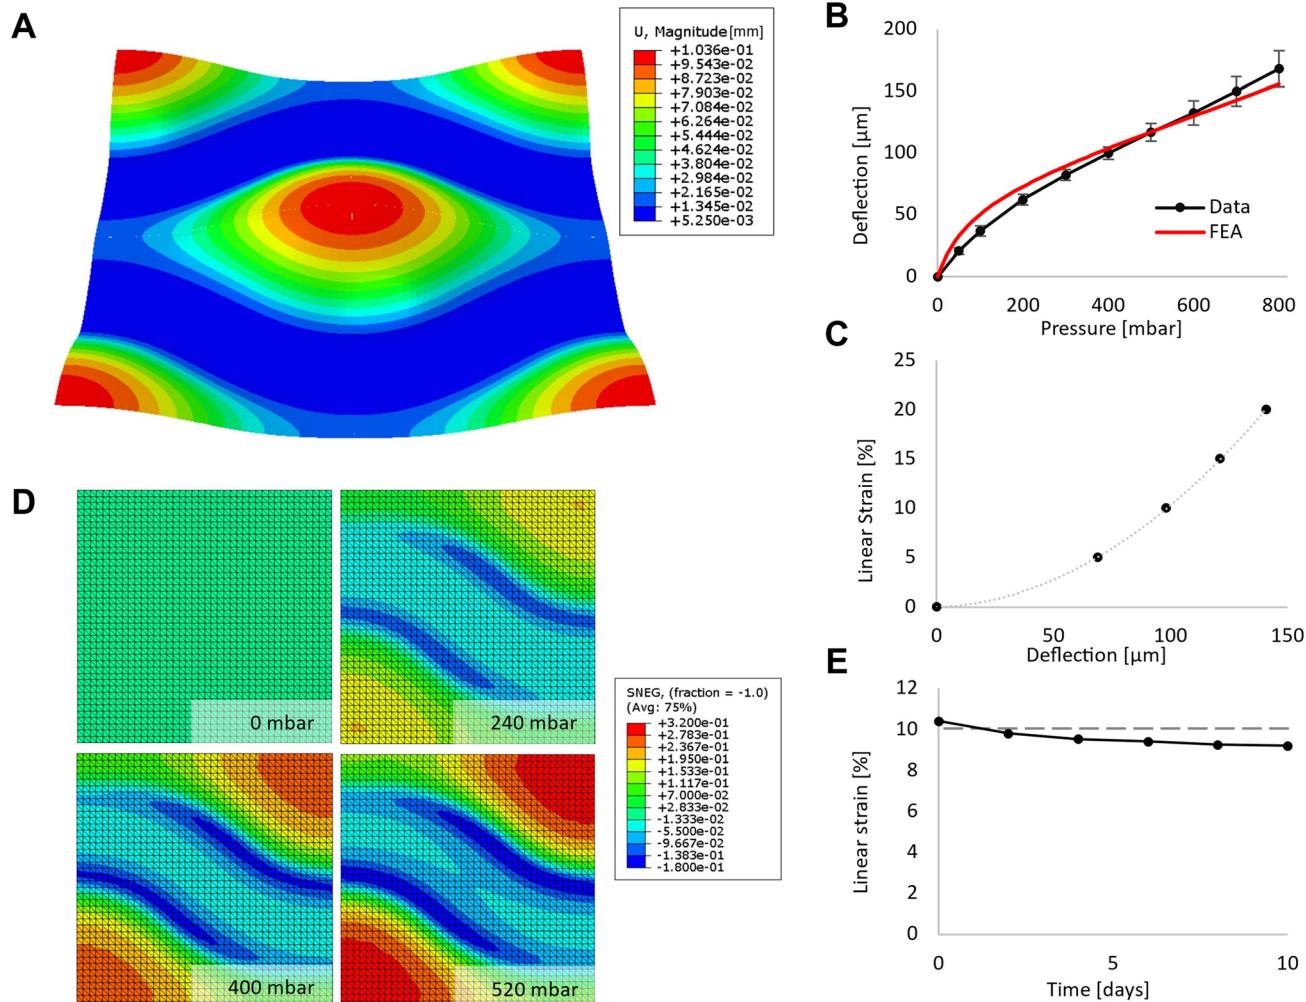 A
U, Magnitude[mm]
+1.036e-01
+9.543e-02
+8.723e-02
+7.903e-02
+7.084e-02
+6.264e-02
+5.444e-02
+4.624e-02
+3.804e-02
+2.984e-02
+2.165e-02
+1.345e-02
+5.250e-03
B
200
150
100
50
0
Deflection [µm]
Data
FEA
0
200
400
600
800
Pressure [mbar]
C
25
20
15
10
5
0
Linear Strain [%]
0
50
100
150
Deflection [µm]
D
0 mbar
240 mbar
400 mbar
520 mbar
SNEG, (fraction = -1.0)
(Avg: 75%)
+3.200e-01
+2.783e-01
+2.367e-01
+1.950e-01
+1.533e-01
+1.117e-01
+7.000e-02
+2.833e-02
-1.333e-02
-5.500e-02
-9.667e-02
-1.383e-01
-1.800e-01
E
12
10
8
6
4
2
0
Linear strain [%]
0
5
10
Time [days]